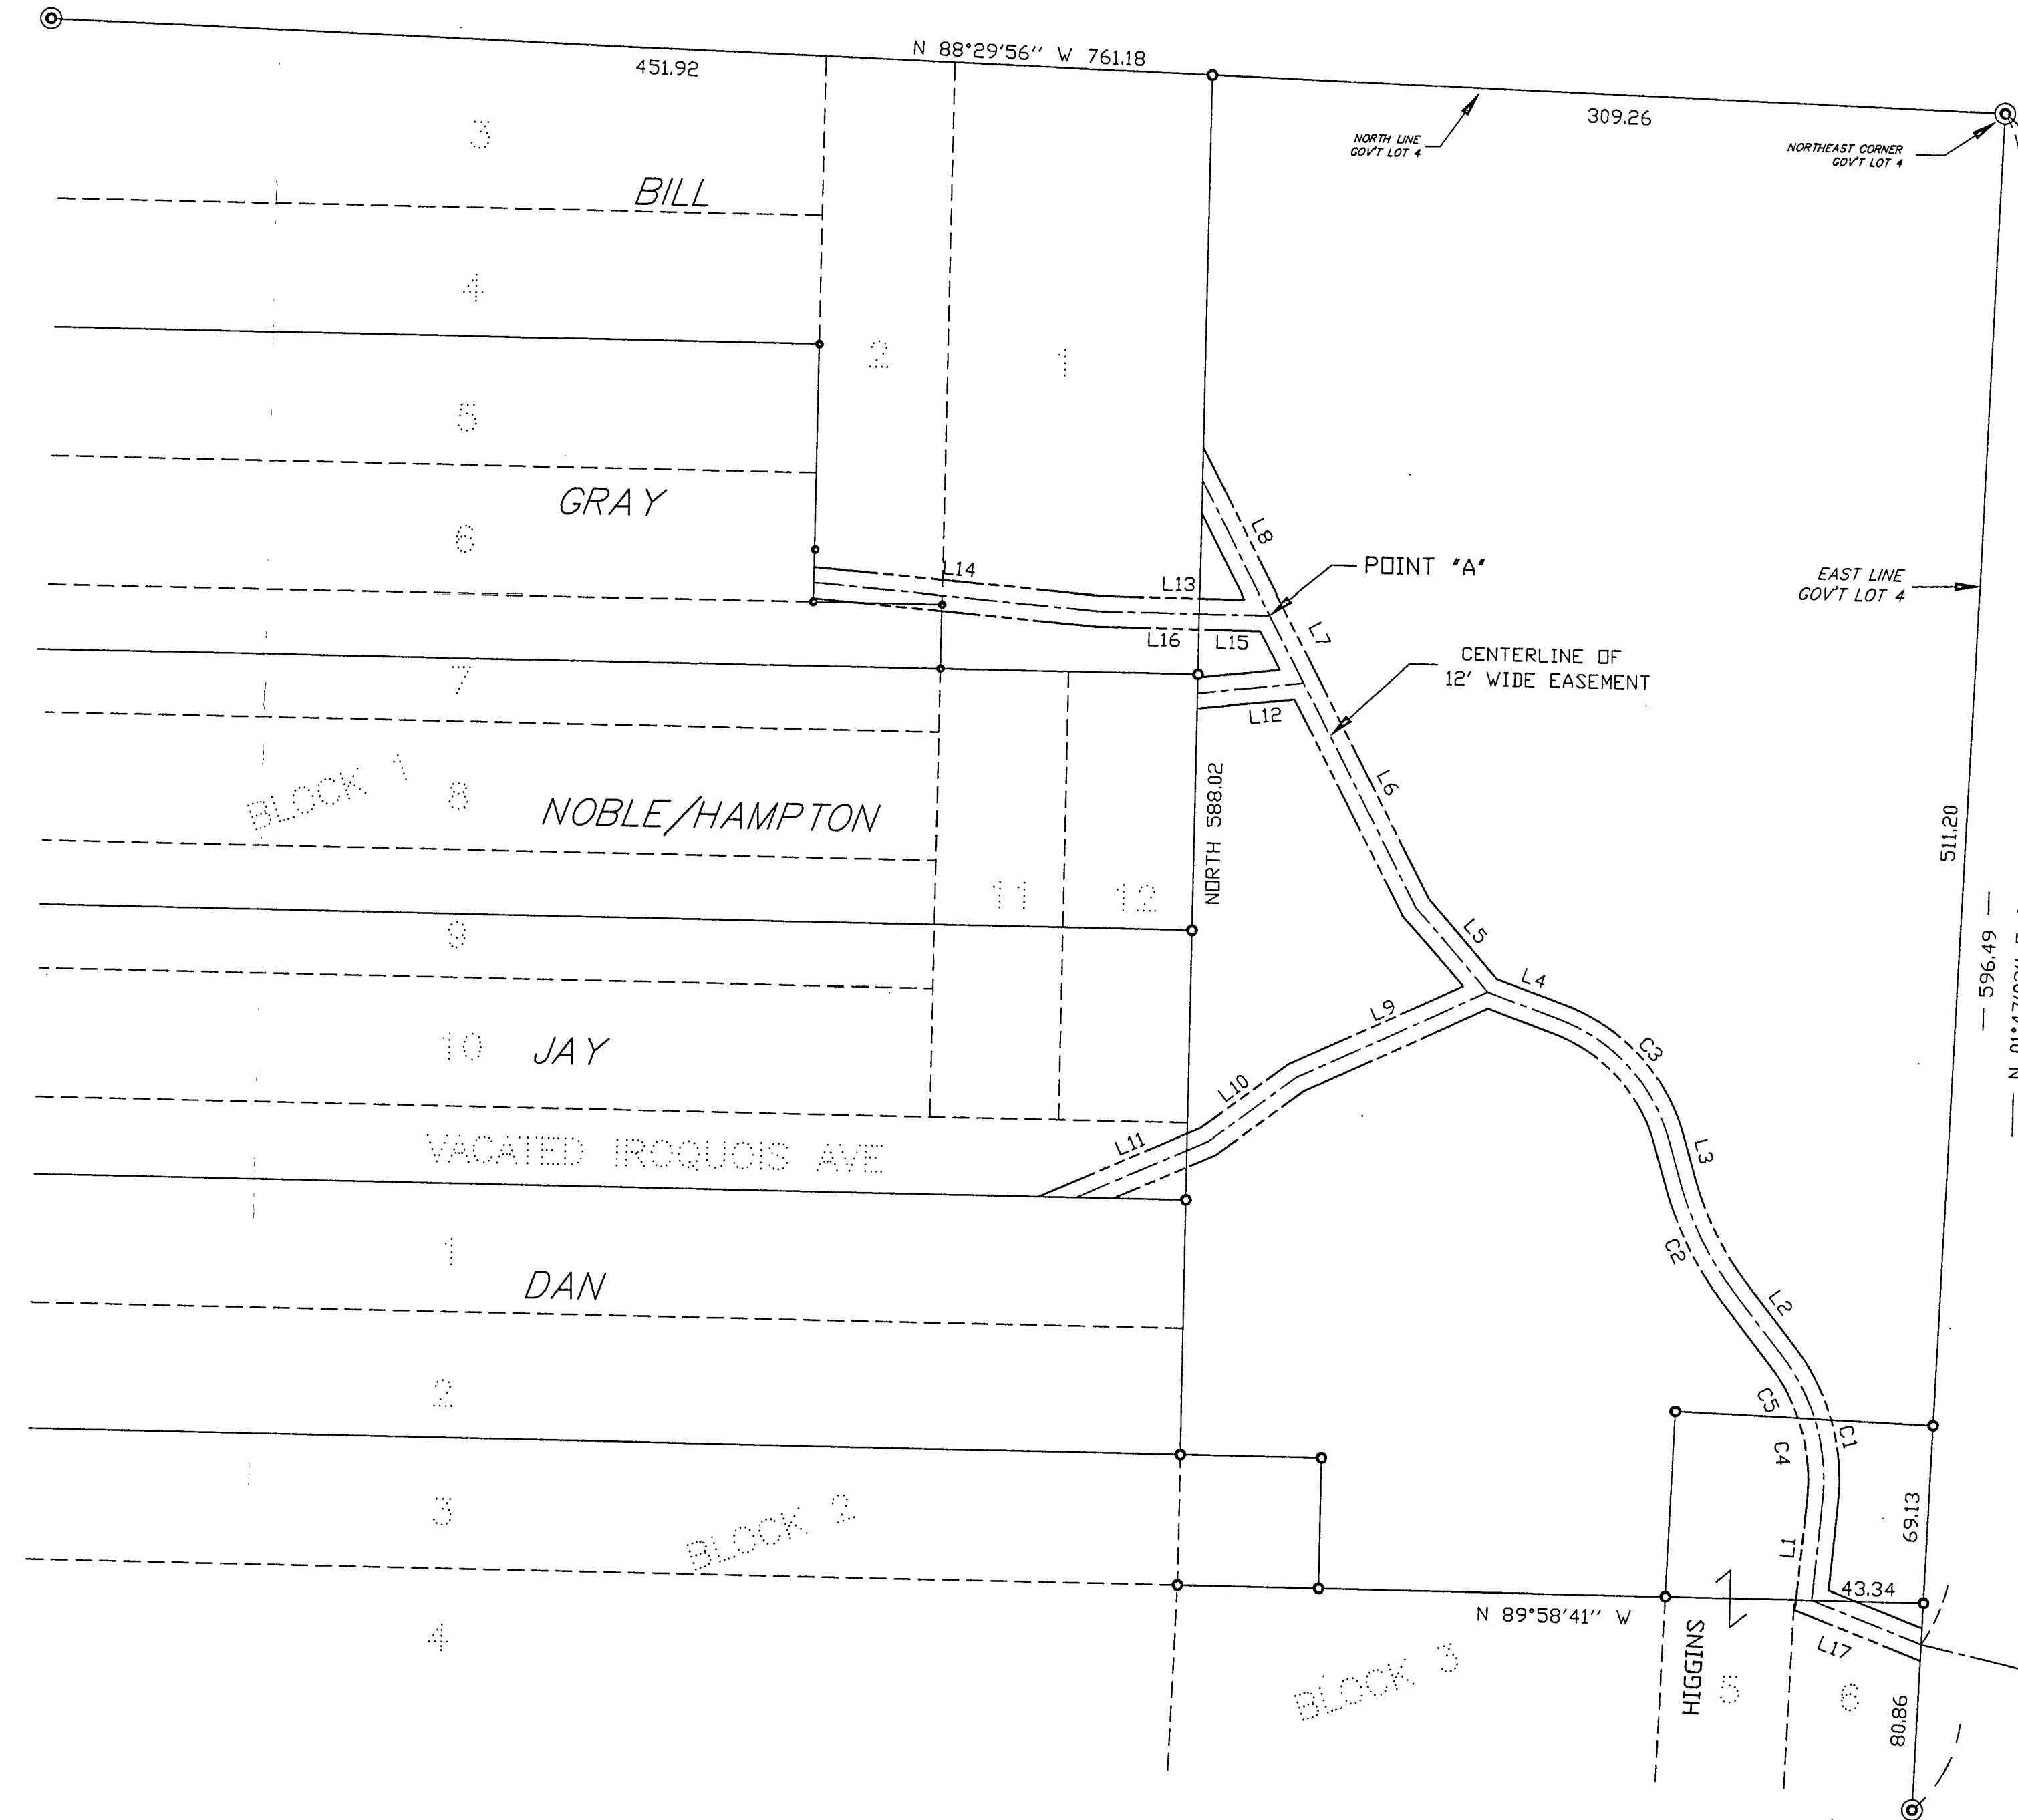 N 88°29'56'' W 761.18
451.92
309.26
NORTH LINE
GOV'T LOT 4
NORTHEAST CORNER
GOV'T LOT 4
3
BILL
4
2
1
5
GRAY
6
L8
POINT "A"
L14
L13
EAST LINE
GOV'T LOT 4
L7
L16
L15
CENTERLINE OF
12' WIDE EASEMENT
7
L12
BLOCK 1
8
NOBLE/HAMPTON
NORTH 588.02
L6
511.20
11
12
9
L5
596.49
L4
10
JAY
L9
C3
L10
L11
VACATED IROQUOIS AVE
L3
1
DAN
C2
L2
2
C5
C1
C4
3
BLOCK 2
69.13
L1
43.34
N 89°58'41'' W
4
HIGGINS
L17
BLOCK 3
5
6
80.86